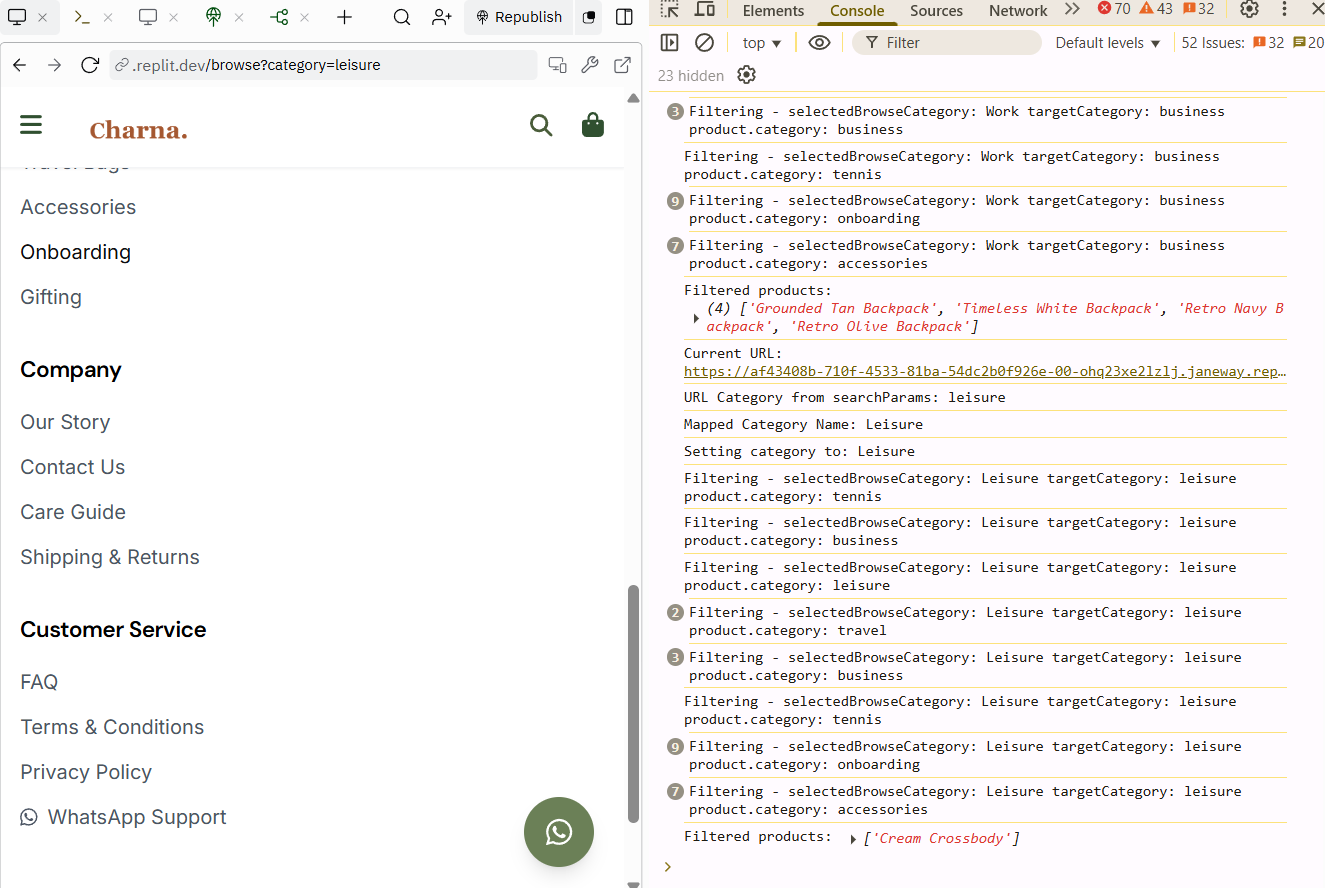 Republish
.replit.dev/browse?category=leisure
Charna.
Travel Bags
Accessories
Onboarding
Gifting
Company
Our Story
Contact Us
Care Guide
Shipping & Returns
Customer Service
FAQ
Terms & Conditions
Privacy Policy
WhatsApp Support
Elements Console Sources Network 70 43 32
top Filter Default levels 52 Issues: 32 20
23 hidden
3 Filtering - selectedBrowseCategory: Work targetCategory: business
product.category: business
Filtering - selectedBrowseCategory: Work targetCategory: business
product.category: tennis
9 Filtering - selectedBrowseCategory: Work targetCategory: business
product.category: onboarding
7 Filtering - selectedBrowseCategory: Work targetCategory: business
product.category: accessories
Filtered products:
(4) ['Grounded Tan Backpack', 'Timeless White Backpack', 'Retro Navy B
ackpack', 'Retro Olive Backpack']
Current URL:
https://af43408b-710f-4533-81ba-54dc2b0f926e-00-ohq23xe2lzlj.janeway.rep…
URL Category from searchParams: leisure
Mapped Category Name: Leisure
Setting category to: Leisure
Filtering - selectedBrowseCategory: Leisure targetCategory: leisure
product.category: tennis
Filtering - selectedBrowseCategory: Leisure targetCategory: leisure
product.category: business
Filtering - selectedBrowseCategory: Leisure targetCategory: leisure
product.category: leisure
2 Filtering - selectedBrowseCategory: Leisure targetCategory: leisure
product.category: travel
3 Filtering - selectedBrowseCategory: Leisure targetCategory: leisure
product.category: business
Filtering - selectedBrowseCategory: Leisure targetCategory: leisure
product.category: tennis
9 Filtering - selectedBrowseCategory: Leisure targetCategory: leisure
product.category: onboarding
7 Filtering - selectedBrowseCategory: Leisure targetCategory: leisure
product.category: accessories
Filtered products: ['Cream Crossbody']